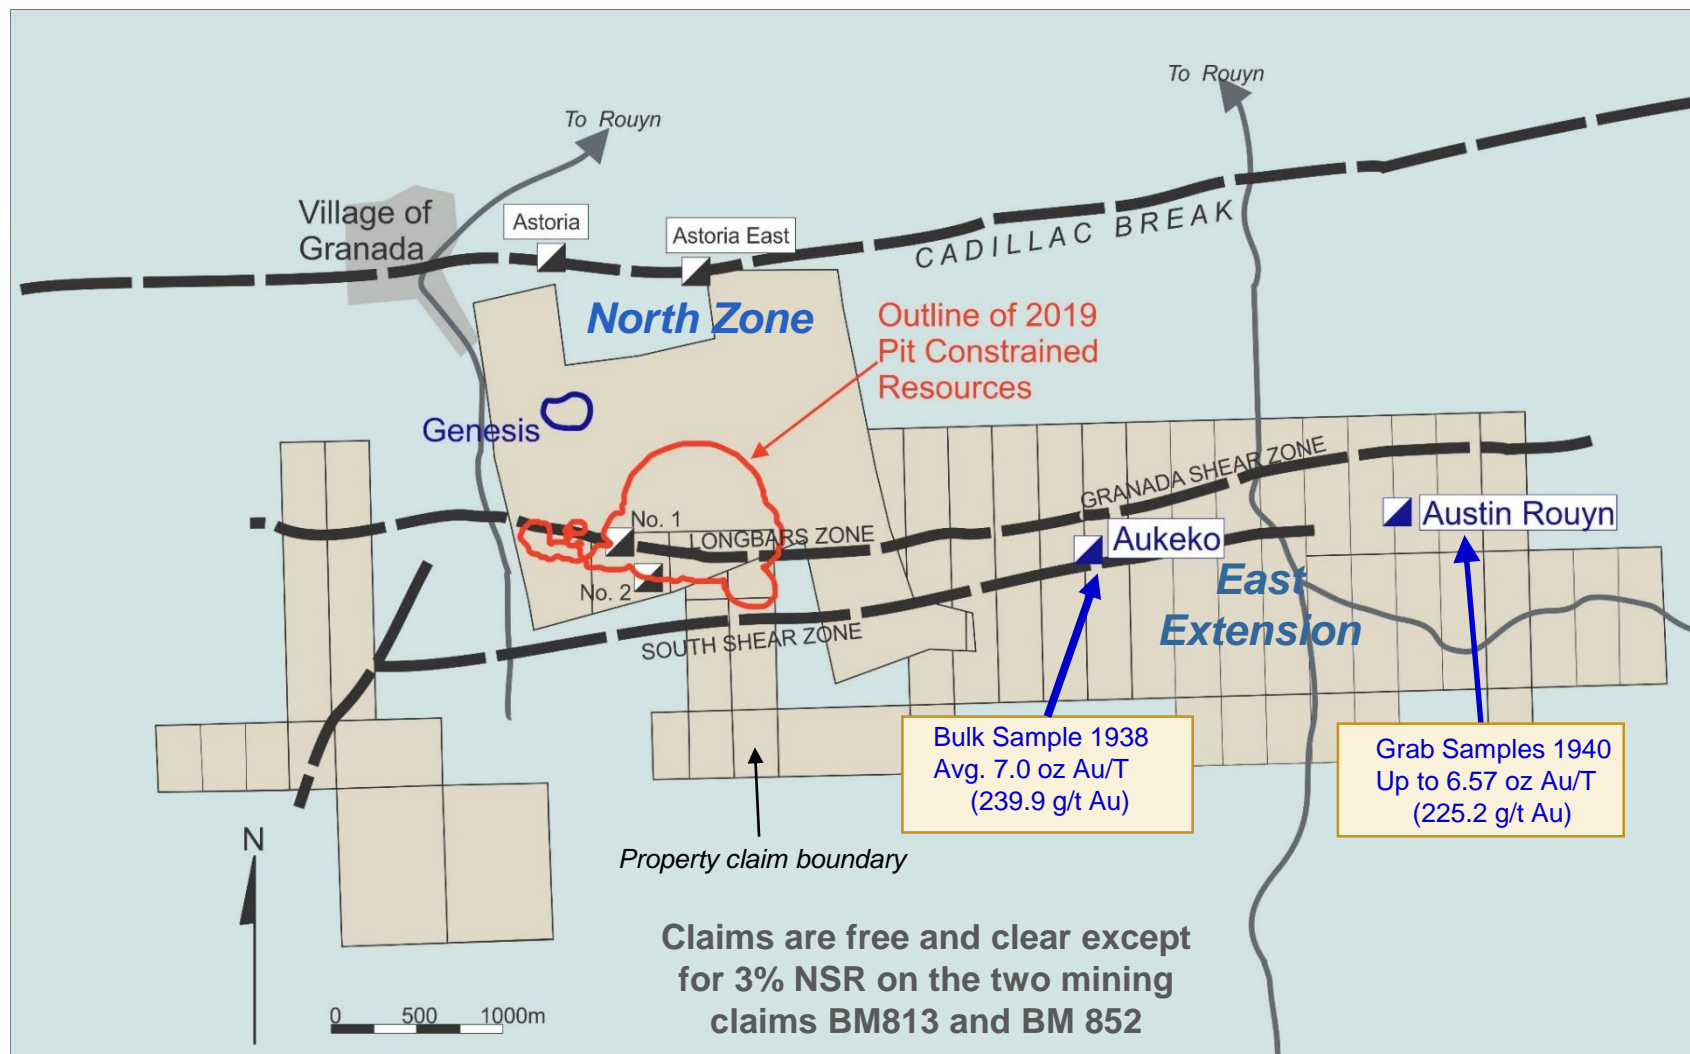 To Rouyn
To Rouyn
Village of
Granada
Astoria
Astoria East
CADILLAC BREAK
North Zone
Outline of 2019
Pit Constrained
Resources
Genesis
GRANADA SHEAR ZONE
No. 1
LONGBARS ZONE
Austin Rouyn
Aukeko
No. 2
East
Extension
SOUTH SHEAR ZONE
Bulk Sample 1938
Avg. 7.0 oz Au/T
(239.9 g/t Au)
Grab Samples 1940
Up to 6.57 oz Au/T
(225.2 g/t Au)
N
Property claim boundary
Claims are free and clear except
for 3% NSR on the two mining
claims BM813 and BM 852
0 500 1000m